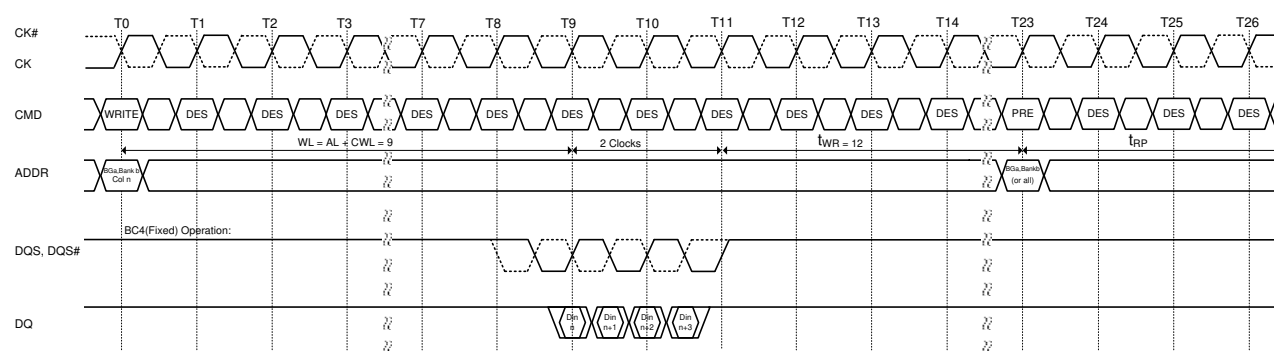 T0 T1 T2 T3 T7 T8 T9 T10 T11 T12 T13 T14 T23 T24 T25 T26
CK#
CK
CMD WRITE DES DES DES DES DES DES DES DES DES DES DES PRE DES DES DES
WL = AL + CWL = 9 2 Clocks tWR = 12 tRP
ADDR BGa,Bank b BGa,Bankb
Col n (or all)
BC4(Fixed) Operation:
DQS, DQS#
DQ Din Din Din Din
n n+1 n+2 n+3